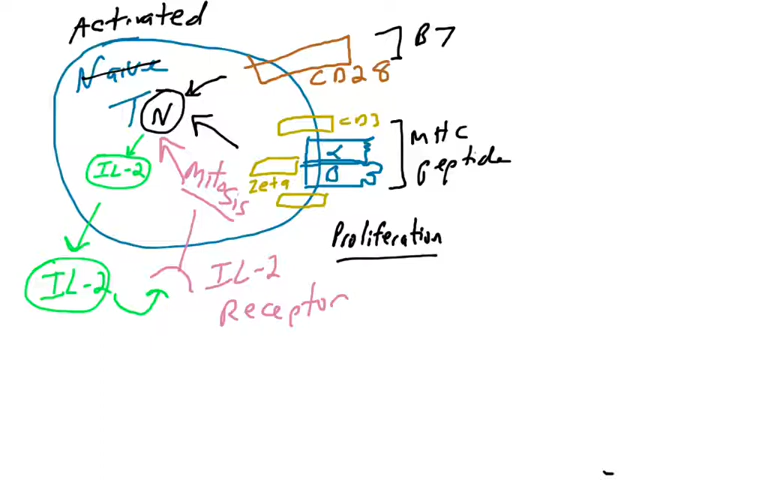 Activated
Naive
T N
CD28
B7
CD3
α
β
Zeta
MHC
Peptide
IL-2
Mitosis
Proliferation
IL-2
IL-2
Receptor